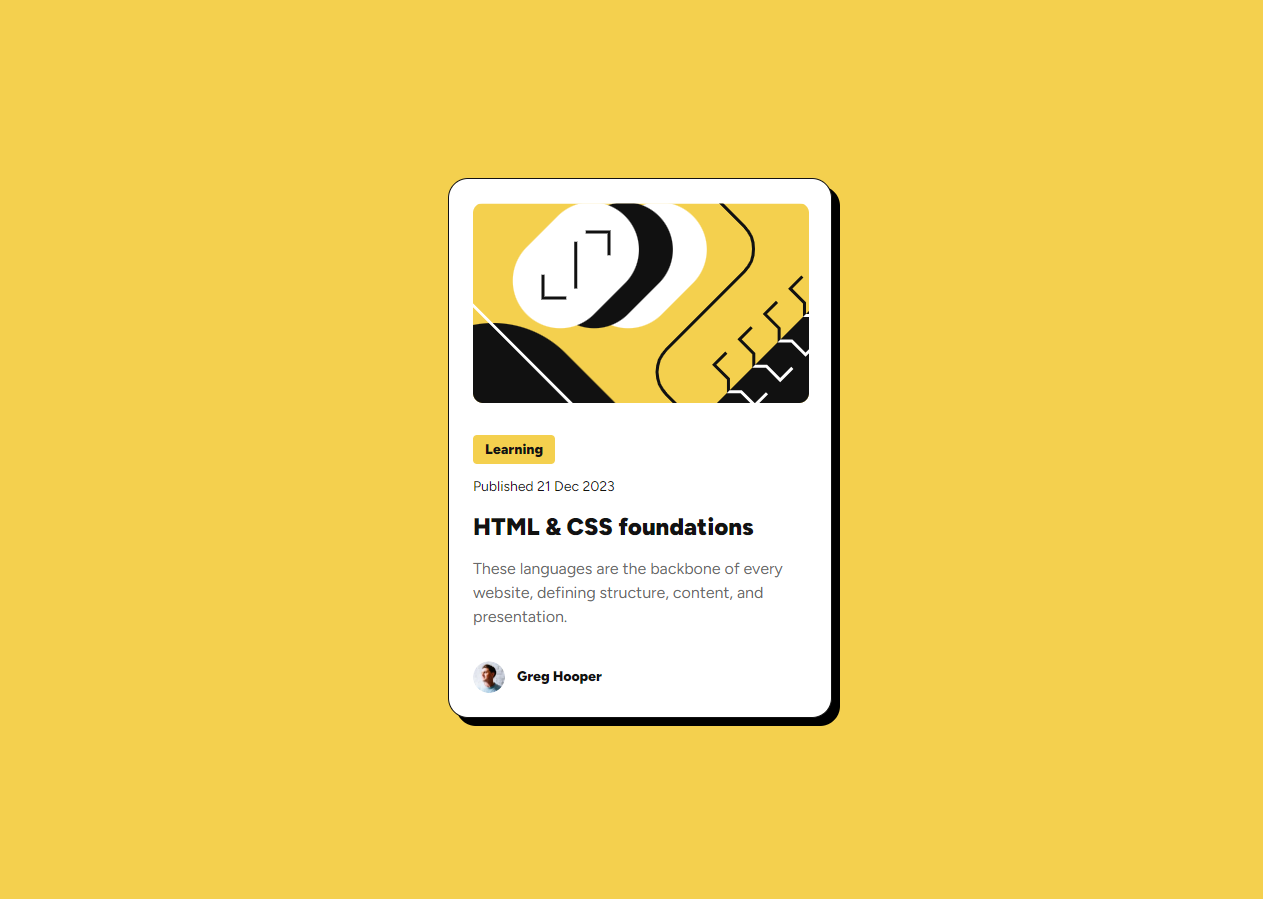 Learning
Published 21 Dec 2023
HTML & CSS foundations
These languages are the backbone of every
website, defining structure, content, and
presentation.
Greg Hooper